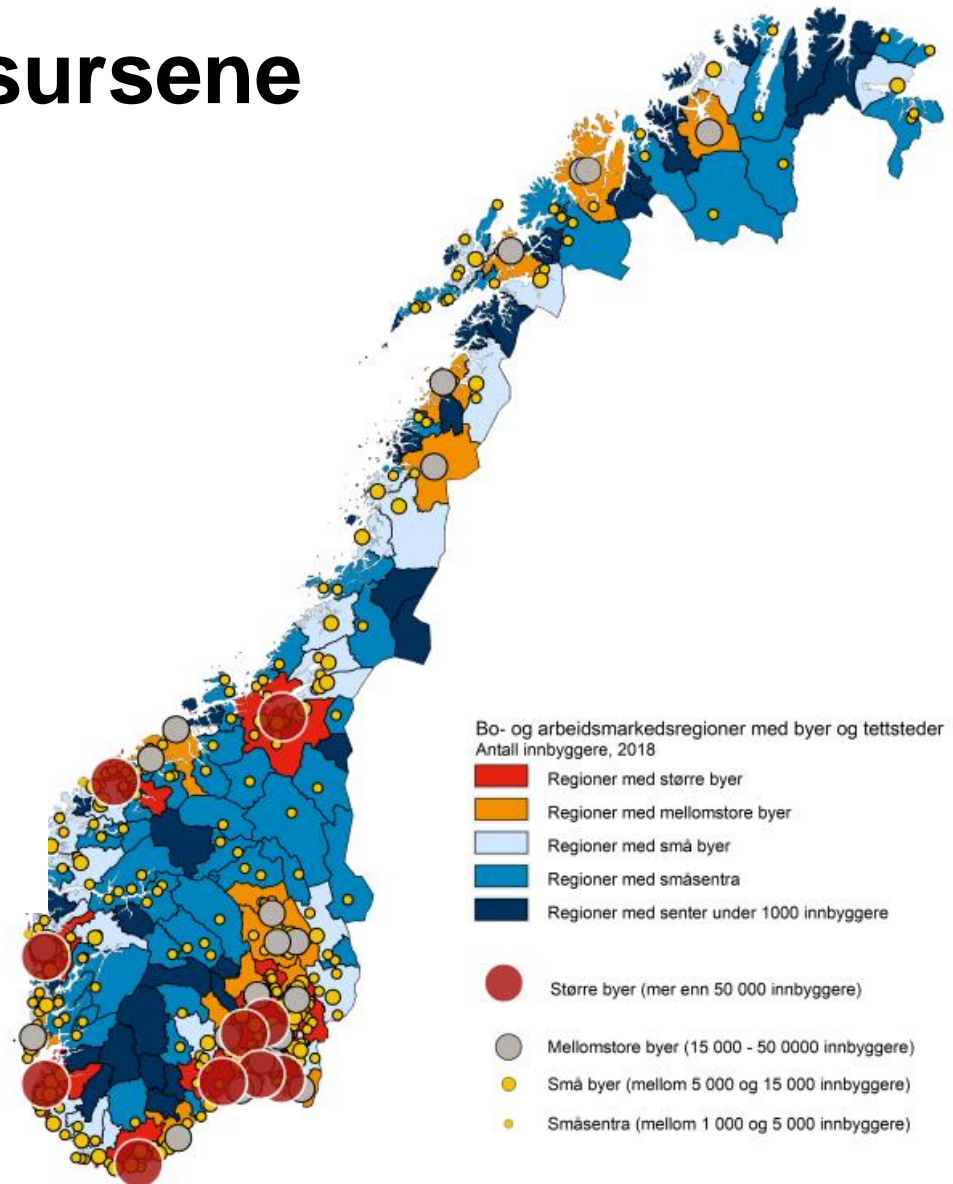 sursene
Bo- og arbeidsmarkedsregioner med byer og tettsteder
Antall innbyggere, 2018
Regioner med større byer
Regioner med mellomstore byer
Regioner med små byer
Regioner med småsentra
Regioner med senter under 1000 innbyggere
Større byer (mer enn 50 000 innbyggere)
Mellomstore byer (15 000 - 50 0000 innbyggere)
Små byer (mellom 5 000 og 15 000 innbyggere)
Småsentra (mellom 1 000 og 5 000 innbyggere)